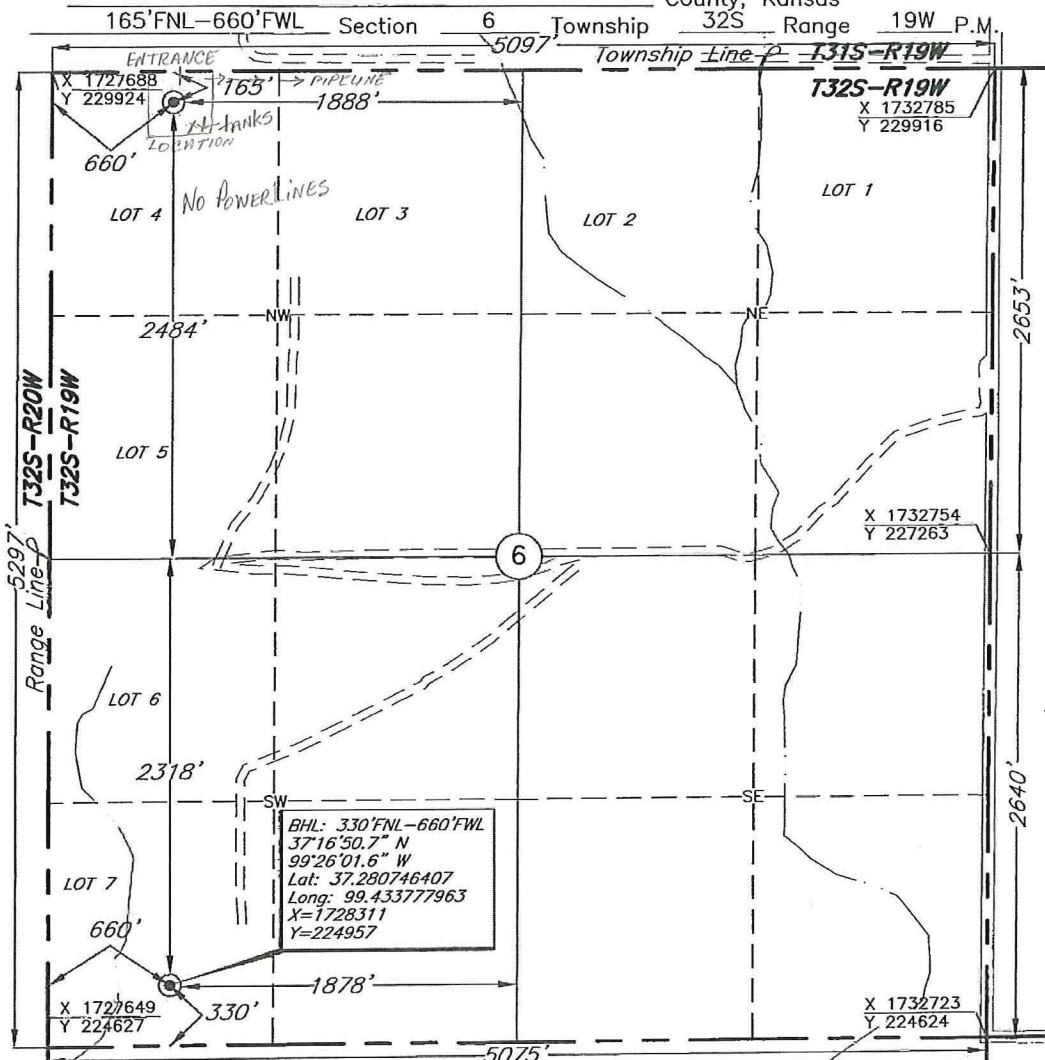 County, Kansas
165'FNL-660'FWL Section 6 Township 32S Range 19W P.M.
5097'
Township Line T31S-R19W
T32S-R19W
ENTRANCE
X 1727688
Y 229924
165' → PIPELINE
1888'
X 1732785
Y 229916
TANKS
LOCATION
660'
NO POWERLINES
LOT 4
LOT 3
LOT 2
LOT 1
NW
NE
2484'
2653'
T32S-R20W
T32S-R19W
LOT 5
X 1732754
Y 227263
6
5297'
Range Line
LOT 6
2318'
SW
SE
2640'
BHL: 330'FNL-660'FWL
37°16'50.7" N
99°26'01.6" W
Lat: 37.280746407
Long: 99.433777963
X=1728311
Y=224957
LOT 7
660'
1878'
330'
X 1727649
Y 224627
X 1732723
Y 224624
5075'